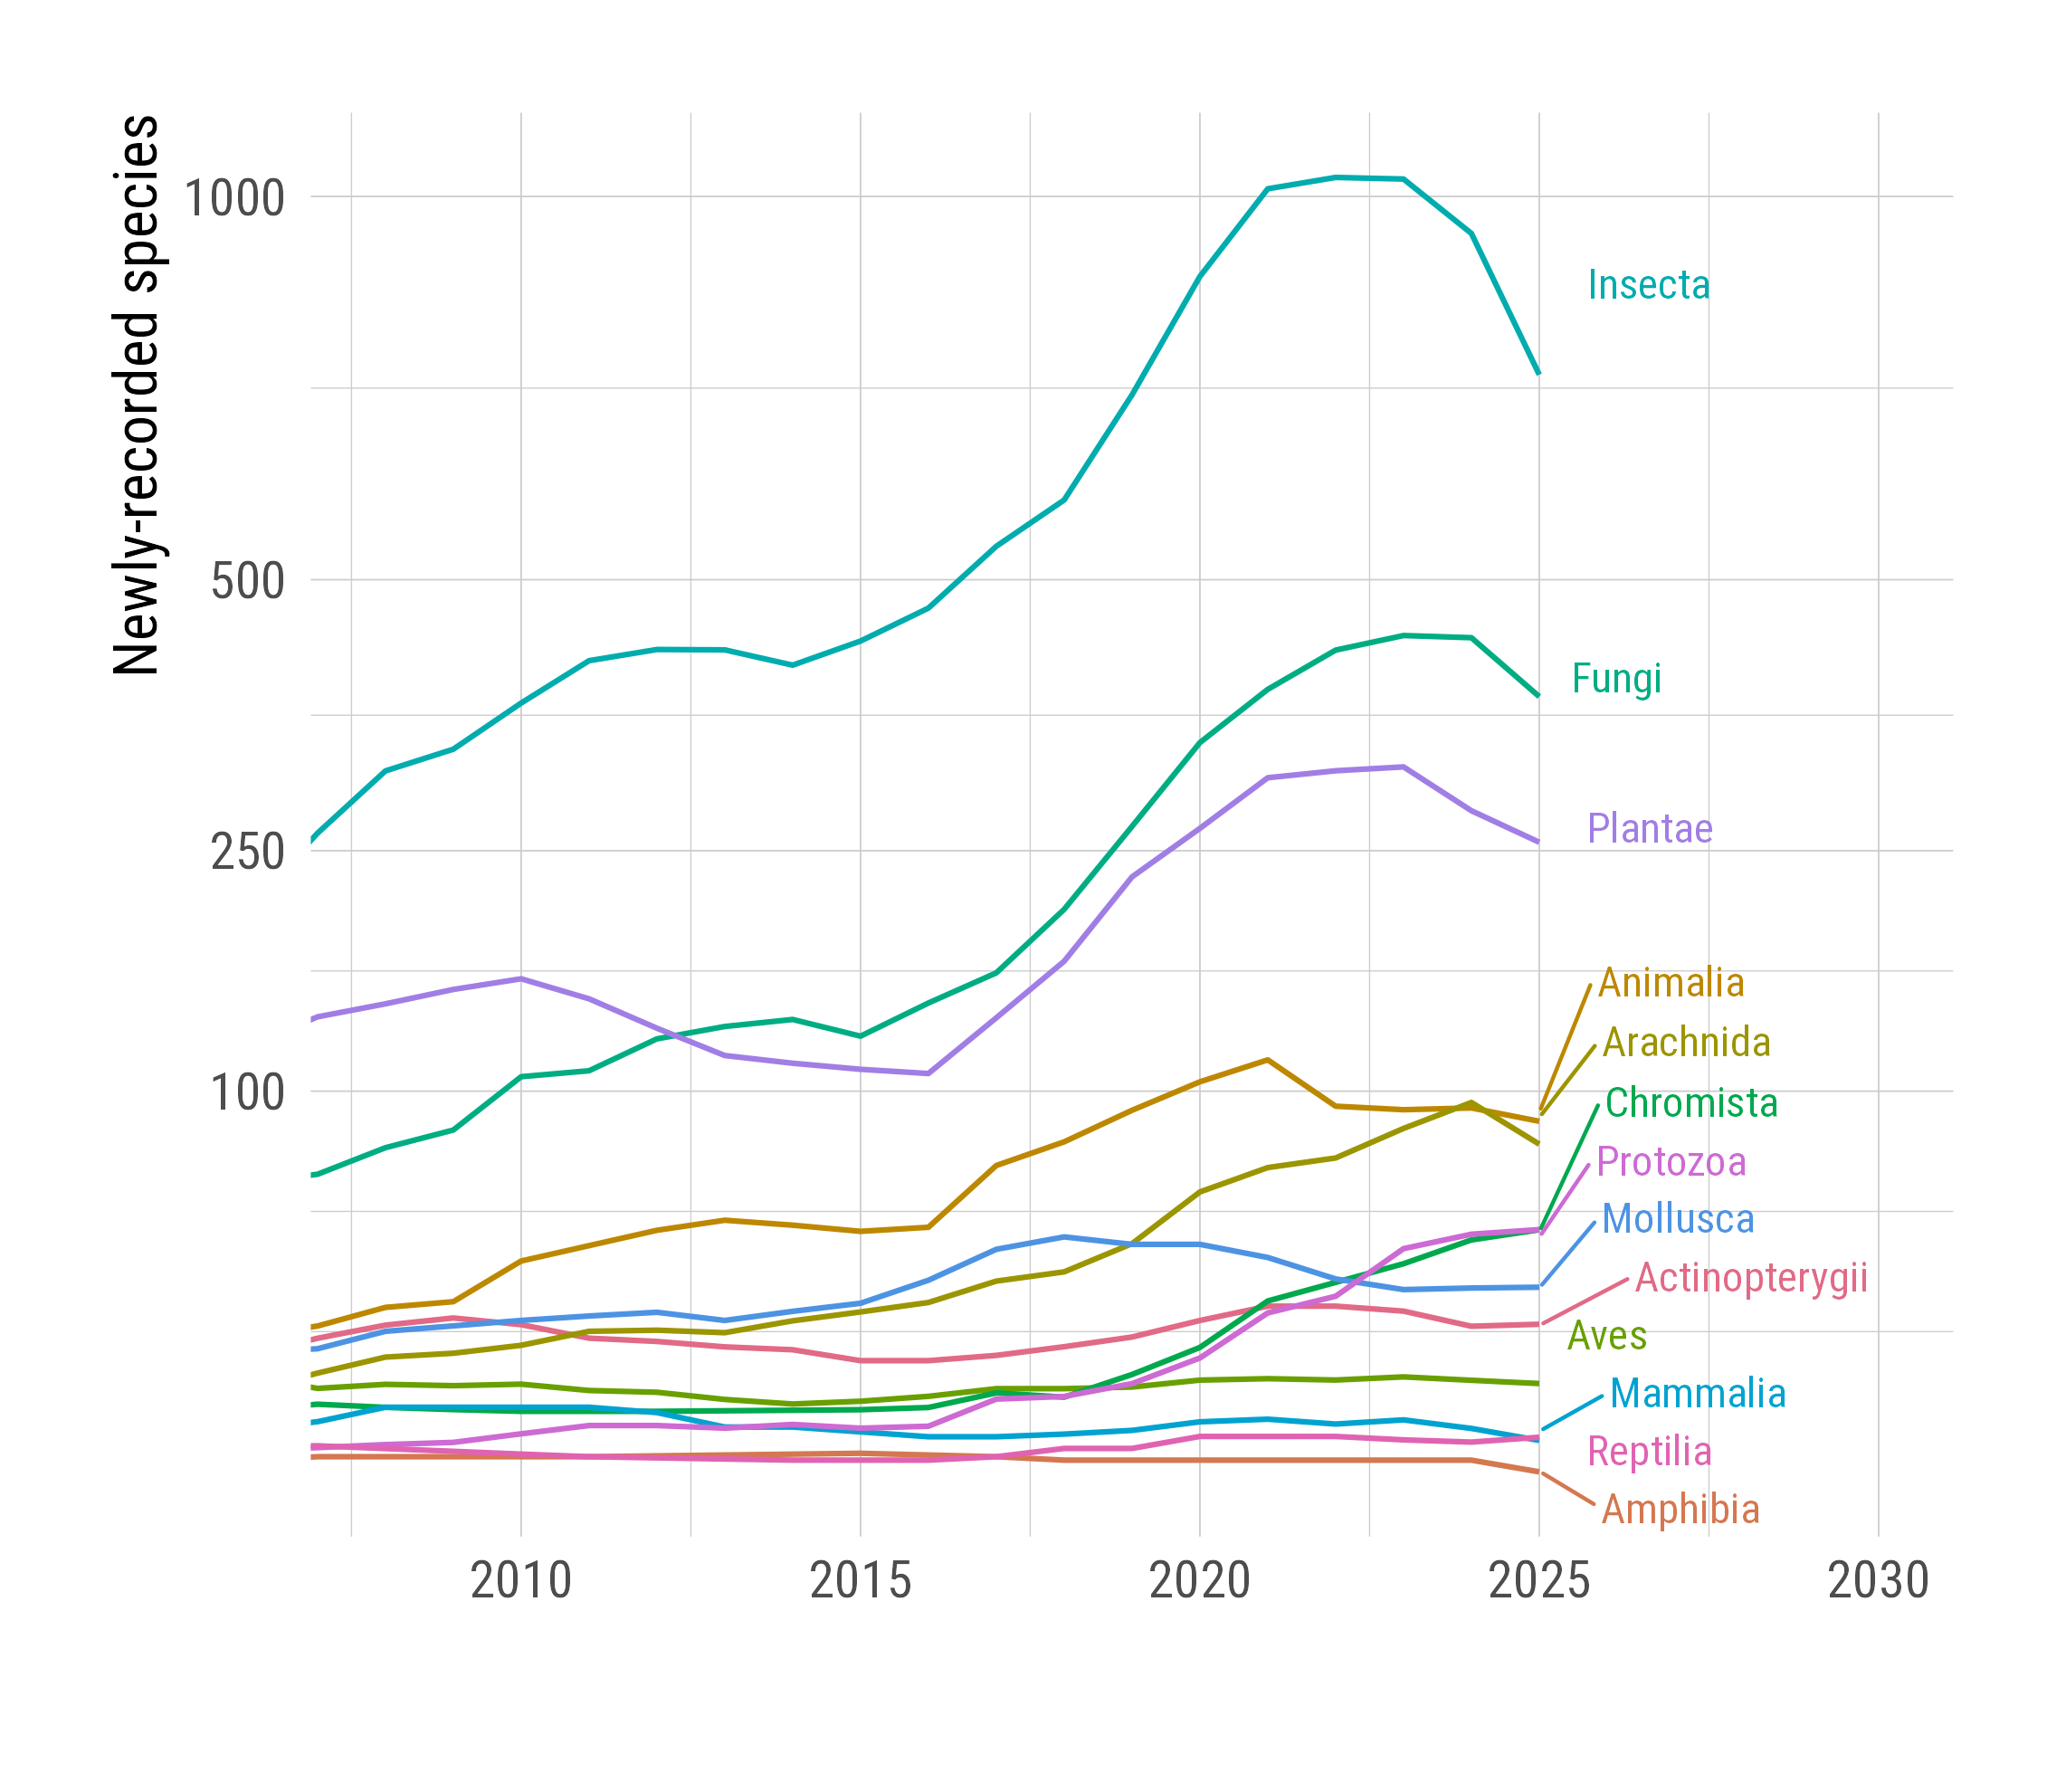 Newly-recorded species
1000
500
250
100
Insecta
Fungi
Plantae
Animalia
Arachnida
Chromista
Protozoa
Mollusca
Actinopterygii
Aves
Mammalia
Reptilia
Amphibia
2010 2015 2020 2025 2030